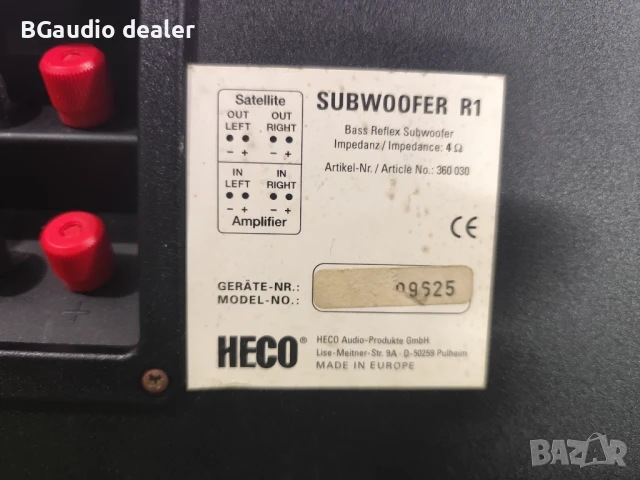 BGaudio dealer
Satellite
OUT OUT
LEFT RIGHT
− + − +
IN IN
LEFT RIGHT
− + − +
Amplifier
SUBWOOFER R1
Bass Reflex Subwoofer
Impedanz/Impedance: 4 Ω
Artikel-Nr./Article No.: 360 030
CE
GERÄTE-NR.:
MODEL-NO.:
09625
HECO®
HECO Audio-Produkte GmbH
Lise-Meitner-Str. 9A · D-50259 Pulheim
MADE IN EUROPE
+
BAZAR